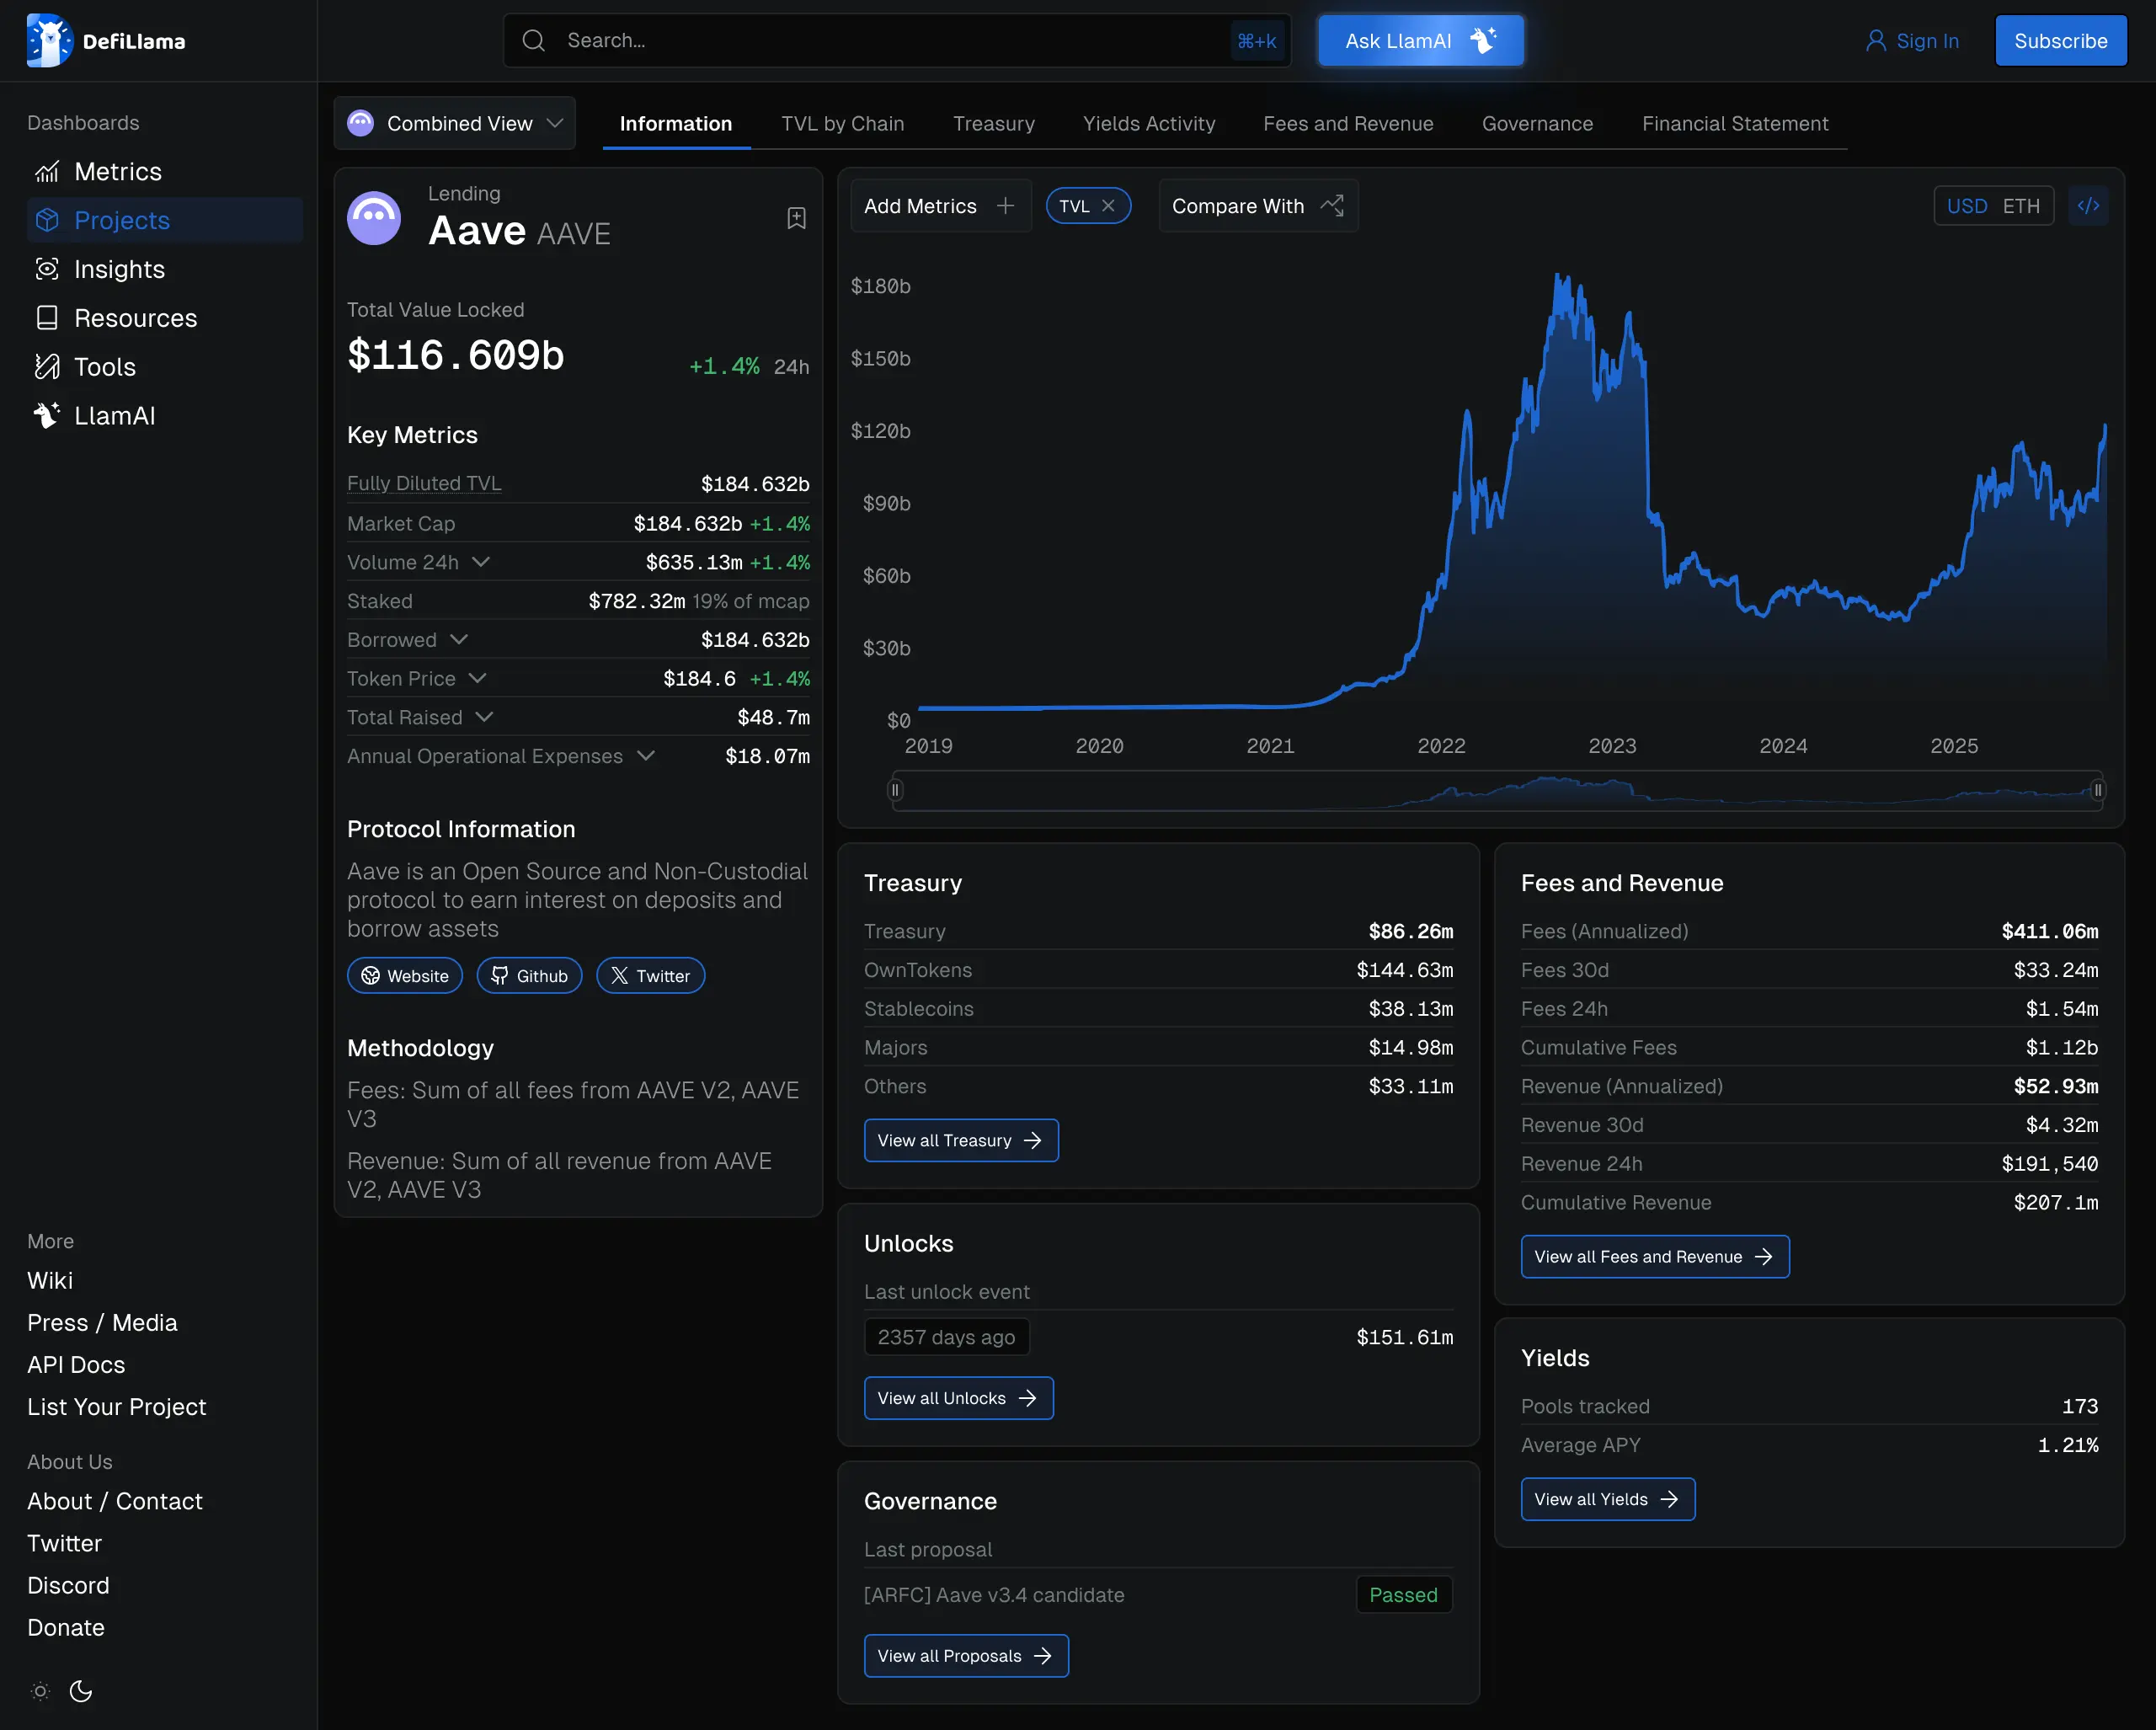 DefiLlama
Search...
⌘+k
Ask LlamAI
Sign In
Subscribe
Dashboards
Metrics
Projects
Insights
Resources
Tools
LlamAI
More
Wiki
Press / Media
API Docs
List Your Project
About Us
About / Contact
Twitter
Discord
Donate
Combined View
Information
TVL by Chain
Treasury
Yields Activity
Fees and Revenue
Governance
Financial Statement
Lending
Aave AAVE
Total Value Locked
$116.609b
+1.4% 24h
Key Metrics
Fully Diluted TVL $184.632b
Market Cap $184.632b +1.4%
Volume 24h $635.13m +1.4%
Staked $782.32m 19% of mcap
Borrowed $184.632b
Token Price $184.6 +1.4%
Total Raised $48.7m
Annual Operational Expenses $18.07m
Protocol Information
Aave is an Open Source and Non-Custodial
protocol to earn interest on deposits and
borrow assets
Website
Github
Twitter
Methodology
Fees: Sum of all fees from AAVE V2, AAVE
V3
Revenue: Sum of all revenue from AAVE
V2, AAVE V3
Add Metrics
TVL
Compare With
USD ETH
$180b
$150b
$120b
$90b
$60b
$30b
$0
2019 2020 2021 2022 2023 2024 2025
Treasury
Treasury $86.26m
OwnTokens $144.63m
Stablecoins $38.13m
Majors $14.98m
Others $33.11m
View all Treasury
Unlocks
Last unlock event
2357 days ago $151.61m
View all Unlocks
Governance
Last proposal
[ARFC] Aave v3.4 candidate Passed
View all Proposals
Fees and Revenue
Fees (Annualized) $411.06m
Fees 30d $33.24m
Fees 24h $1.54m
Cumulative Fees $1.12b
Revenue (Annualized) $52.93m
Revenue 30d $4.32m
Revenue 24h $191,540
Cumulative Revenue $207.1m
View all Fees and Revenue
Yields
Pools tracked 173
Average APY 1.21%
View all Yields